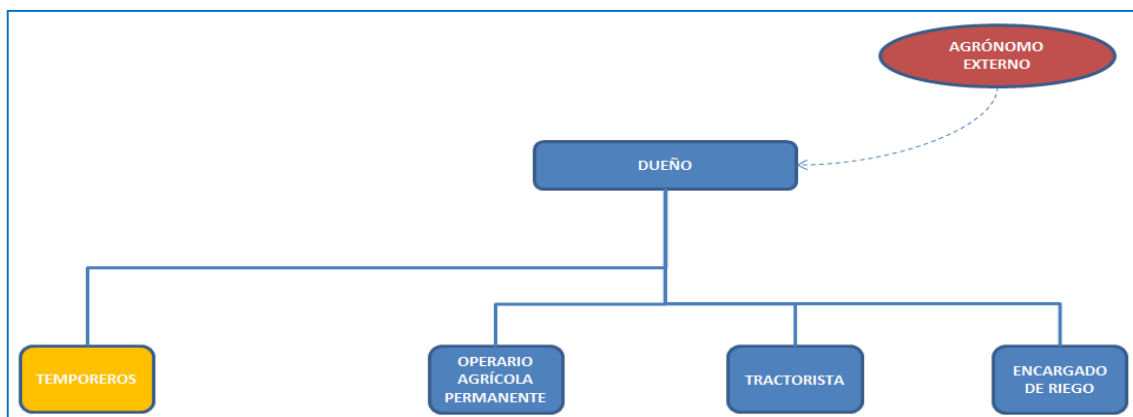 AGRÓNOMO
EXTERNO
DUEÑO
TEMPOREROS
OPERARIO
AGRÍCOLA
PERMANENTE
TRACTORISTA
ENCARGADO
DE RIEGO